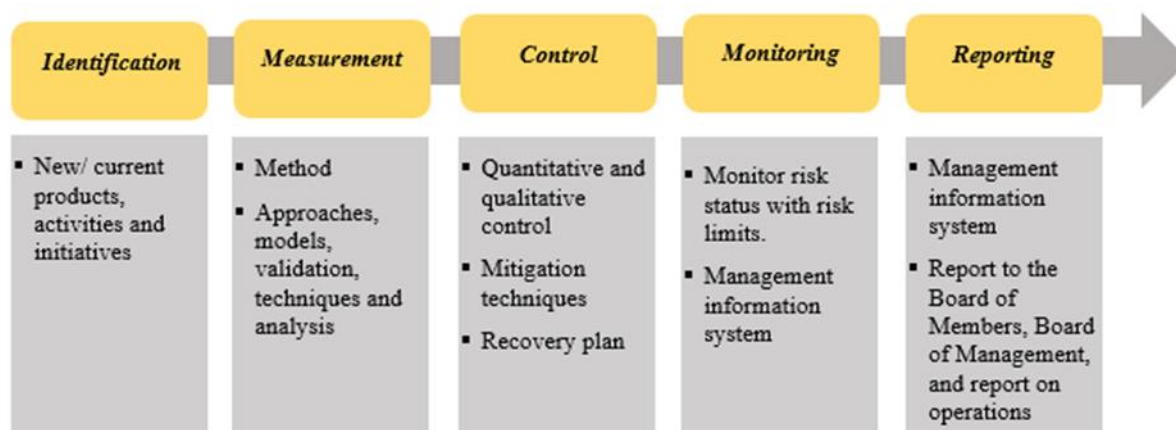 Identification
Measurement
Control
Monitoring
Reporting
▪ New/ current
products,
activities and
initiatives
▪ Method
▪ Approaches,
models,
validation,
techniques and
analysis
▪ Quantitative and
qualitative
control
▪ Mitigation
techniques
▪ Recovery plan
▪ Monitor risk
status with risk
limits.
▪ Management
information
system
▪ Management
information
system
▪ Report to the
Board of
Members, Board
of Management,
and report on
operations